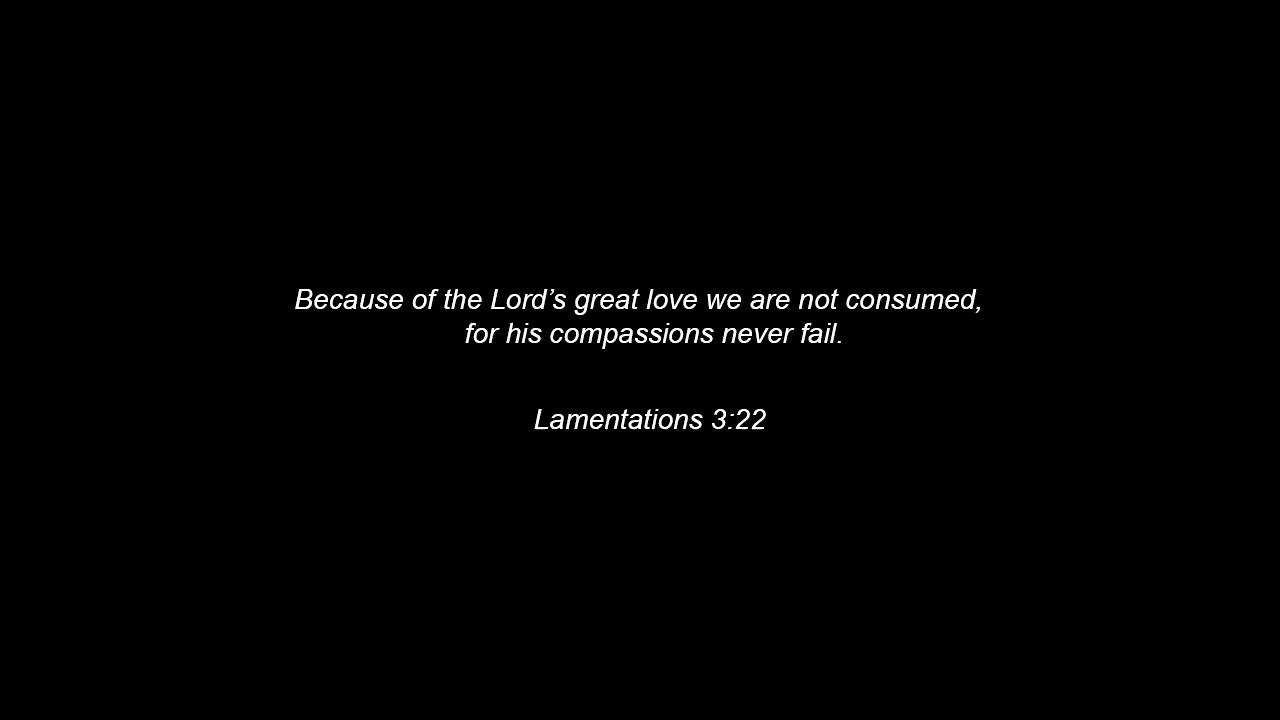 Because of the Lord’s great love we are not consumed,
for his compassions never fail.
Lamentations 3:22